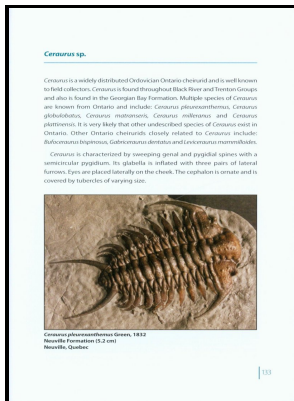 Ceraurus sp.
Ceraurus is a widely distributed Ordovician Ontario cheirurid and is well known
to field collectors. Ceraurus is found throughout Black River and Trenton Groups
and also is found in the Georgian Bay Formation. Multiple species of Ceraurus
are known from Ontario and include: Ceraurus pleurexanthemus, Ceraurus
globulobatus, Ceraurus matranseris, Ceraurus milleranus and Ceraurus
plattinensis. It is very likely that other undescribed species of Ceraurus exist in
Ontario. Other Ontario cheirurids closely related to Ceraurus include:
Bufoceraurus bispinosus, Gabriceraurus dentatus and Leviceraurus mammilloides.
Ceraurus is characterized by sweeping genal and pygidial spines with a
semicircular pygidium. Its glabella is inflated with three pairs of lateral
furrows. Eyes are placed laterally on the cheek. The cephalon is ornate and is
covered by tubercles of varying size.
Ceraurus pleurexanthemus Green, 1832
Neuville Formation (5.2 cm)
Neuville, Quebec